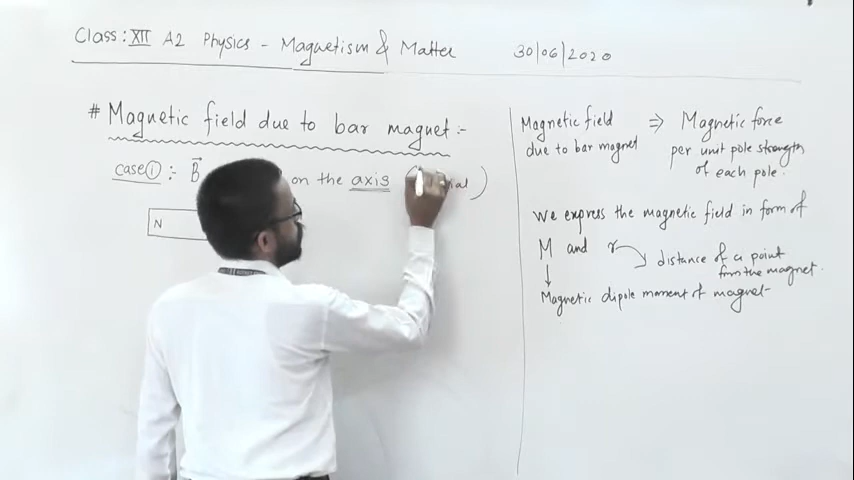 Class: XII A2 Physics - Magnetism & Matter 30/06/2020
# Magnetic field due to bar magnet :-
case① :- B on the axis
N
Magnetic field ⇒ Magnetic force
due to bar magnet per unit pole strength
of each pole.
We express the magnetic field in form of
M and r distance of a point
from the magnet.
Magnetic dipole moment of magnet